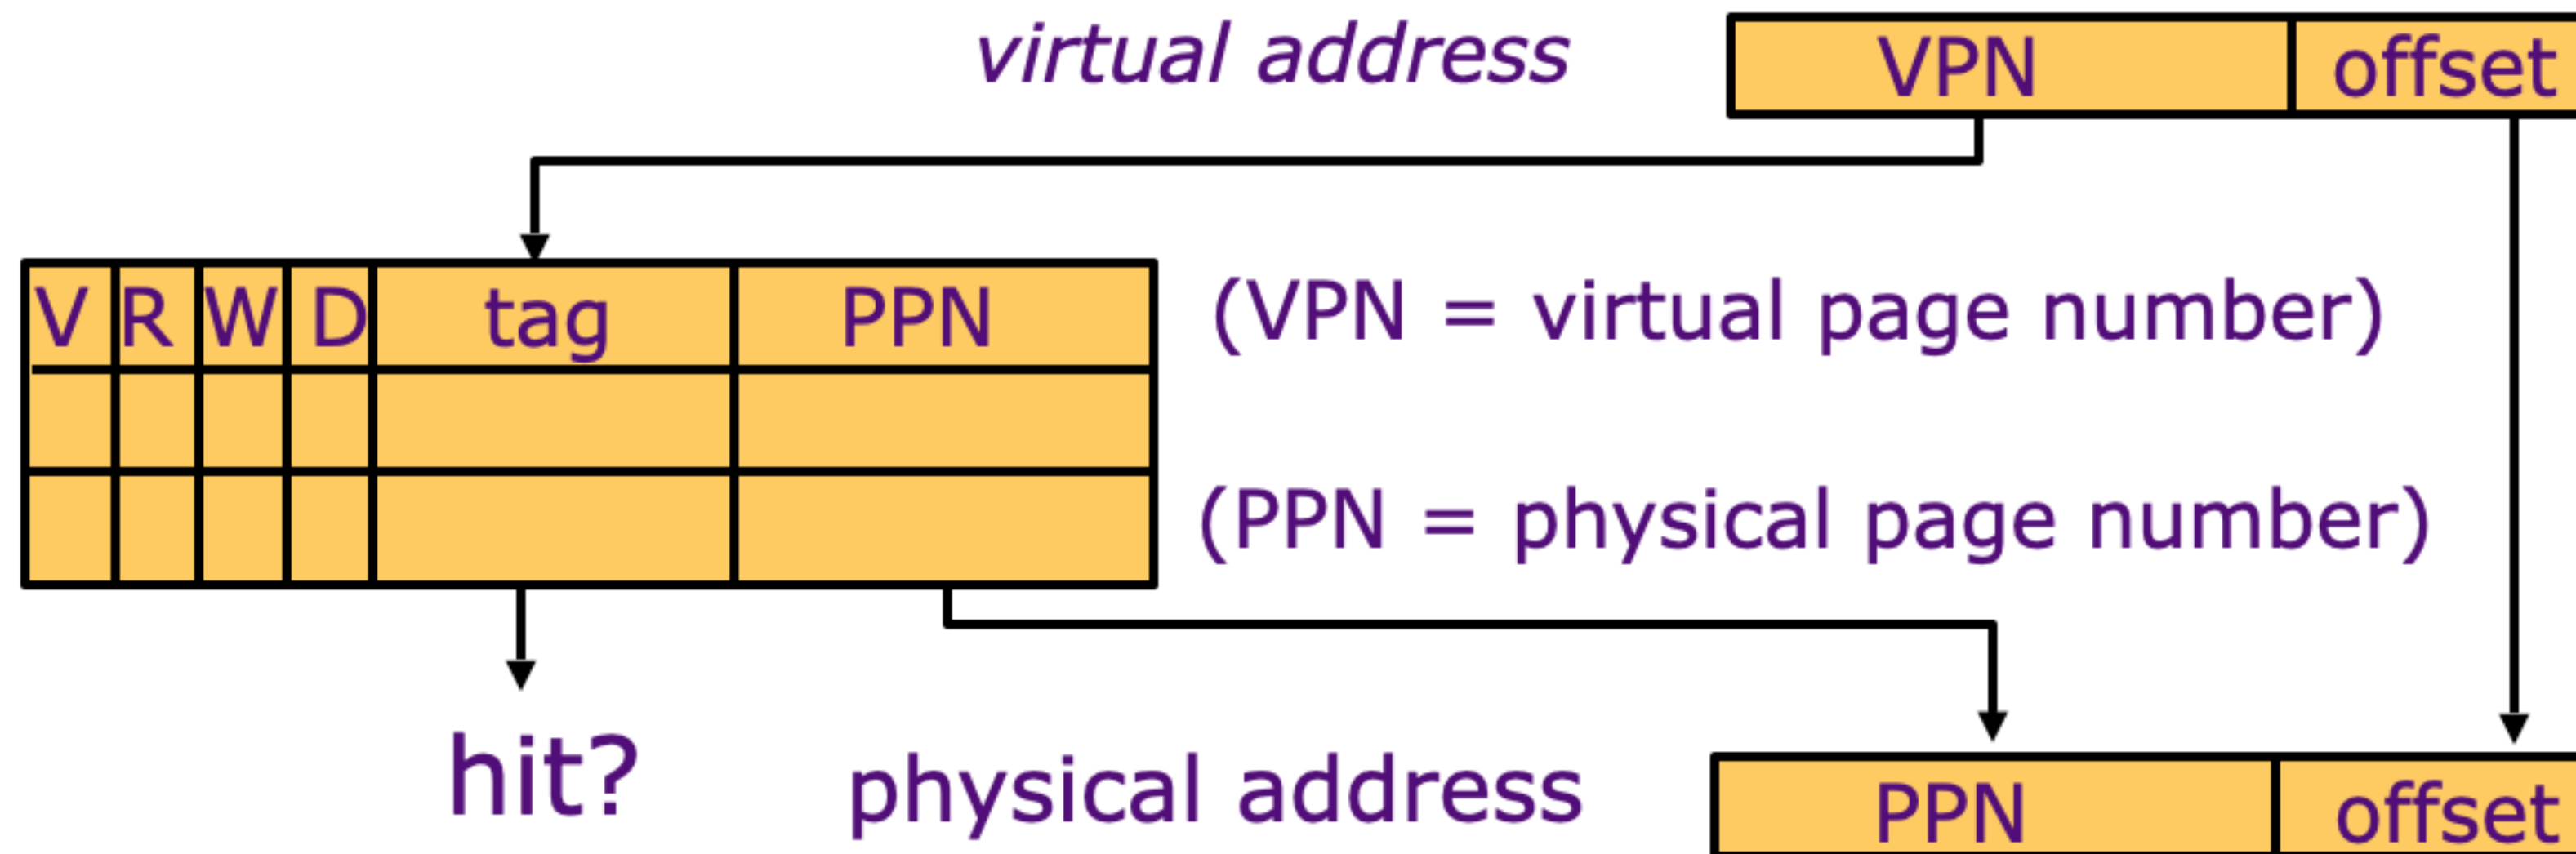 virtual address VPN offset
V R W D tag PPN (VPN = virtual page number)
(PPN = physical page number)
hit? physical address PPN offset